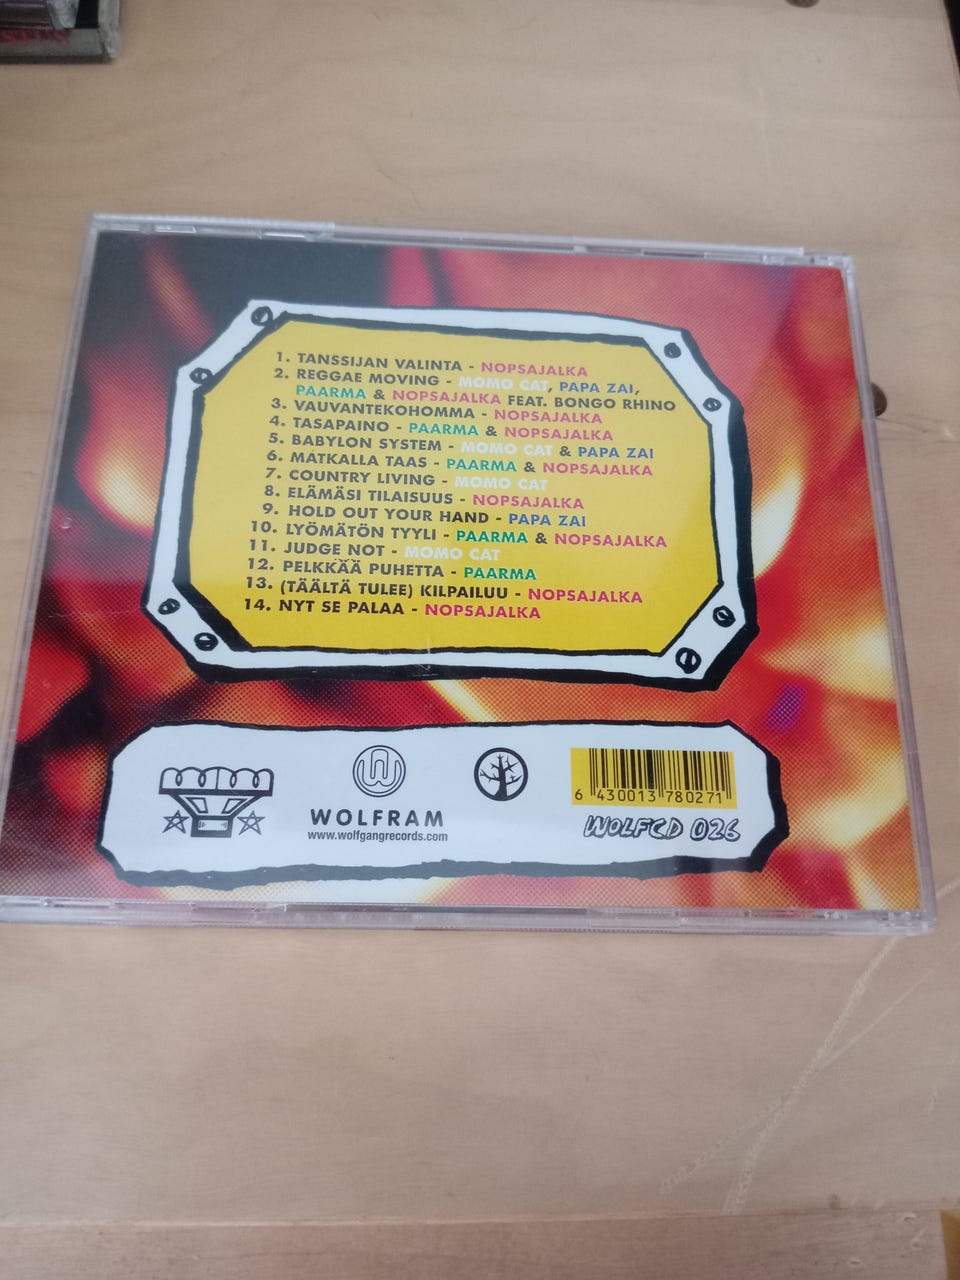 1. TANSSIJAN VALINTA - NOPSAJALKA
2. REGGAE MOVING - MOMO CAT, PAPA ZAI,
PAARMA & NOPSAJALKA FEAT. BONGO RHINO
3. VAUVANTEKOHOMMA - NOPSAJALKA
4. TASAPAINO - PAARMA & NOPSAJALKA
5. BABYLON SYSTEM - MOMO CAT & PAPA ZAI
6. MATKALLA TAAS - PAARMA & NOPSAJALKA
7. COUNTRY LIVING - MOMO CAT
8. ELÄMÄSI TILAISUUS - NOPSAJALKA
9. HOLD OUT YOUR HAND - PAPA ZAI
10. LYÖMÄTÖN TYYLI - PAARMA & NOPSAJALKA
11. JUDGE NOT - MOMO CAT
12. PELKKÄÄ PUHETTA - PAARMA
13. (TÄÄLTÄ TULEE) KILPAILUU - NOPSAJALKA
14. NYT SE PALAA - NOPSAJALKA
W
WOLFRAM
www.wolfgangrecords.com
6 430013 780271
WOLFCD 026